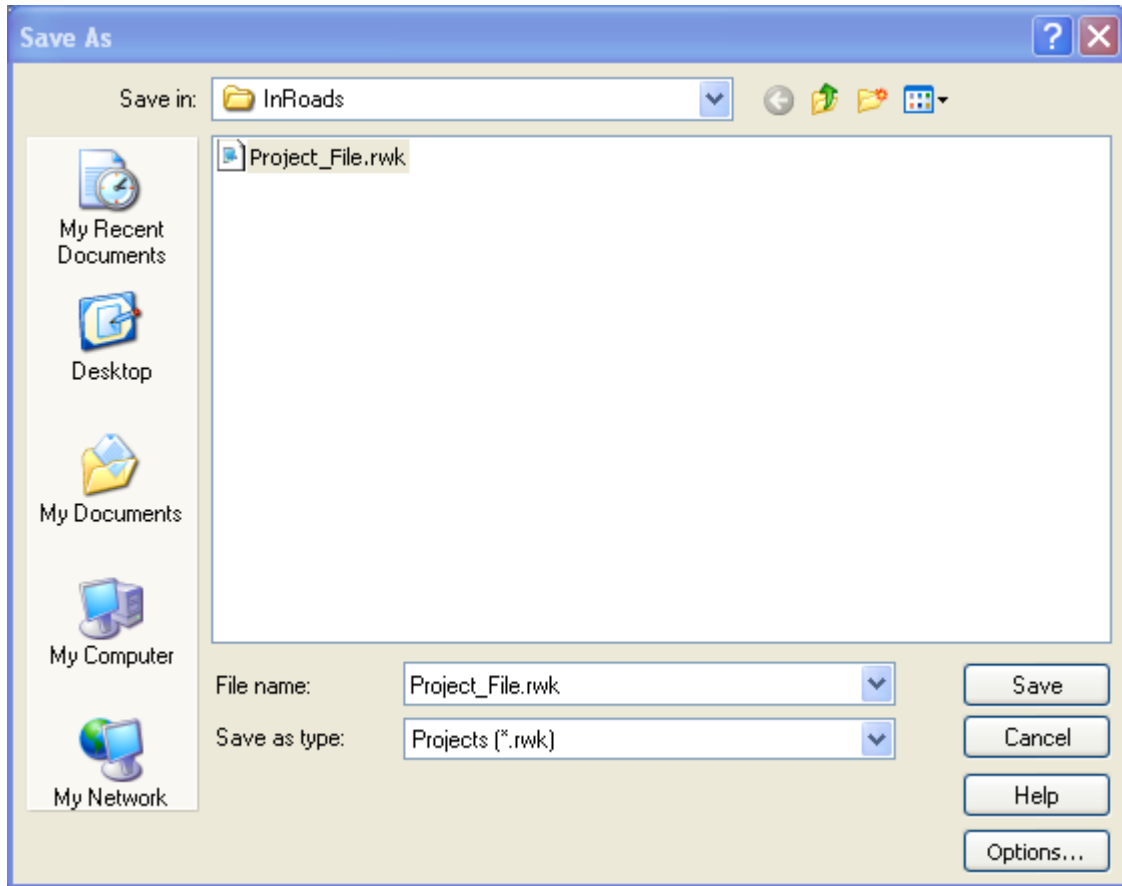 Save As
Save in: InRoads
Project_File.rwk
My Recent
Documents
Desktop
My Documents
My Computer
My Network
File name: Project_File.rwk Save
Save as type: Projects (*.rwk) Cancel
Help
Options...